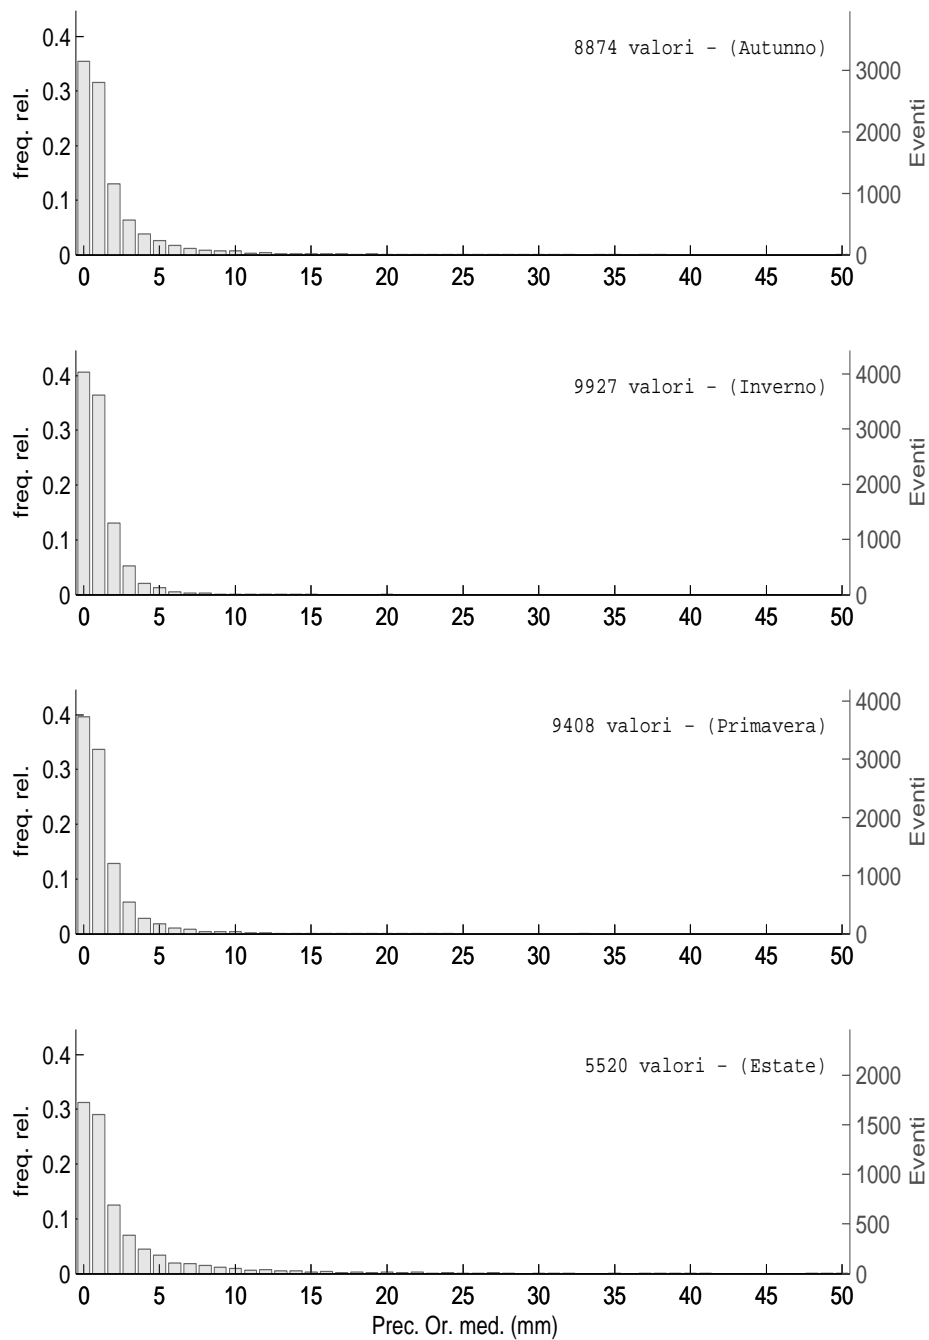 8874 valori - (Autunno)
freq. rel.
0.4
0.3
0.2
0.1
0
Eventi
3000
2000
1000
0
0 5 10 15 20 25 30 35 40 45 50
9927 valori - (Inverno)
freq. rel.
0.4
0.3
0.2
0.1
0
Eventi
4000
3000
2000
1000
0
0 5 10 15 20 25 30 35 40 45 50
9408 valori - (Primavera)
freq. rel.
0.4
0.3
0.2
0.1
0
Eventi
4000
3000
2000
1000
0
0 5 10 15 20 25 30 35 40 45 50
5520 valori - (Estate)
freq. rel.
0.4
0.3
0.2
0.1
0
Eventi
2000
1500
1000
500
0
0 5 10 15 20 25 30 35 40 45 50
Prec. Or. med. (mm)